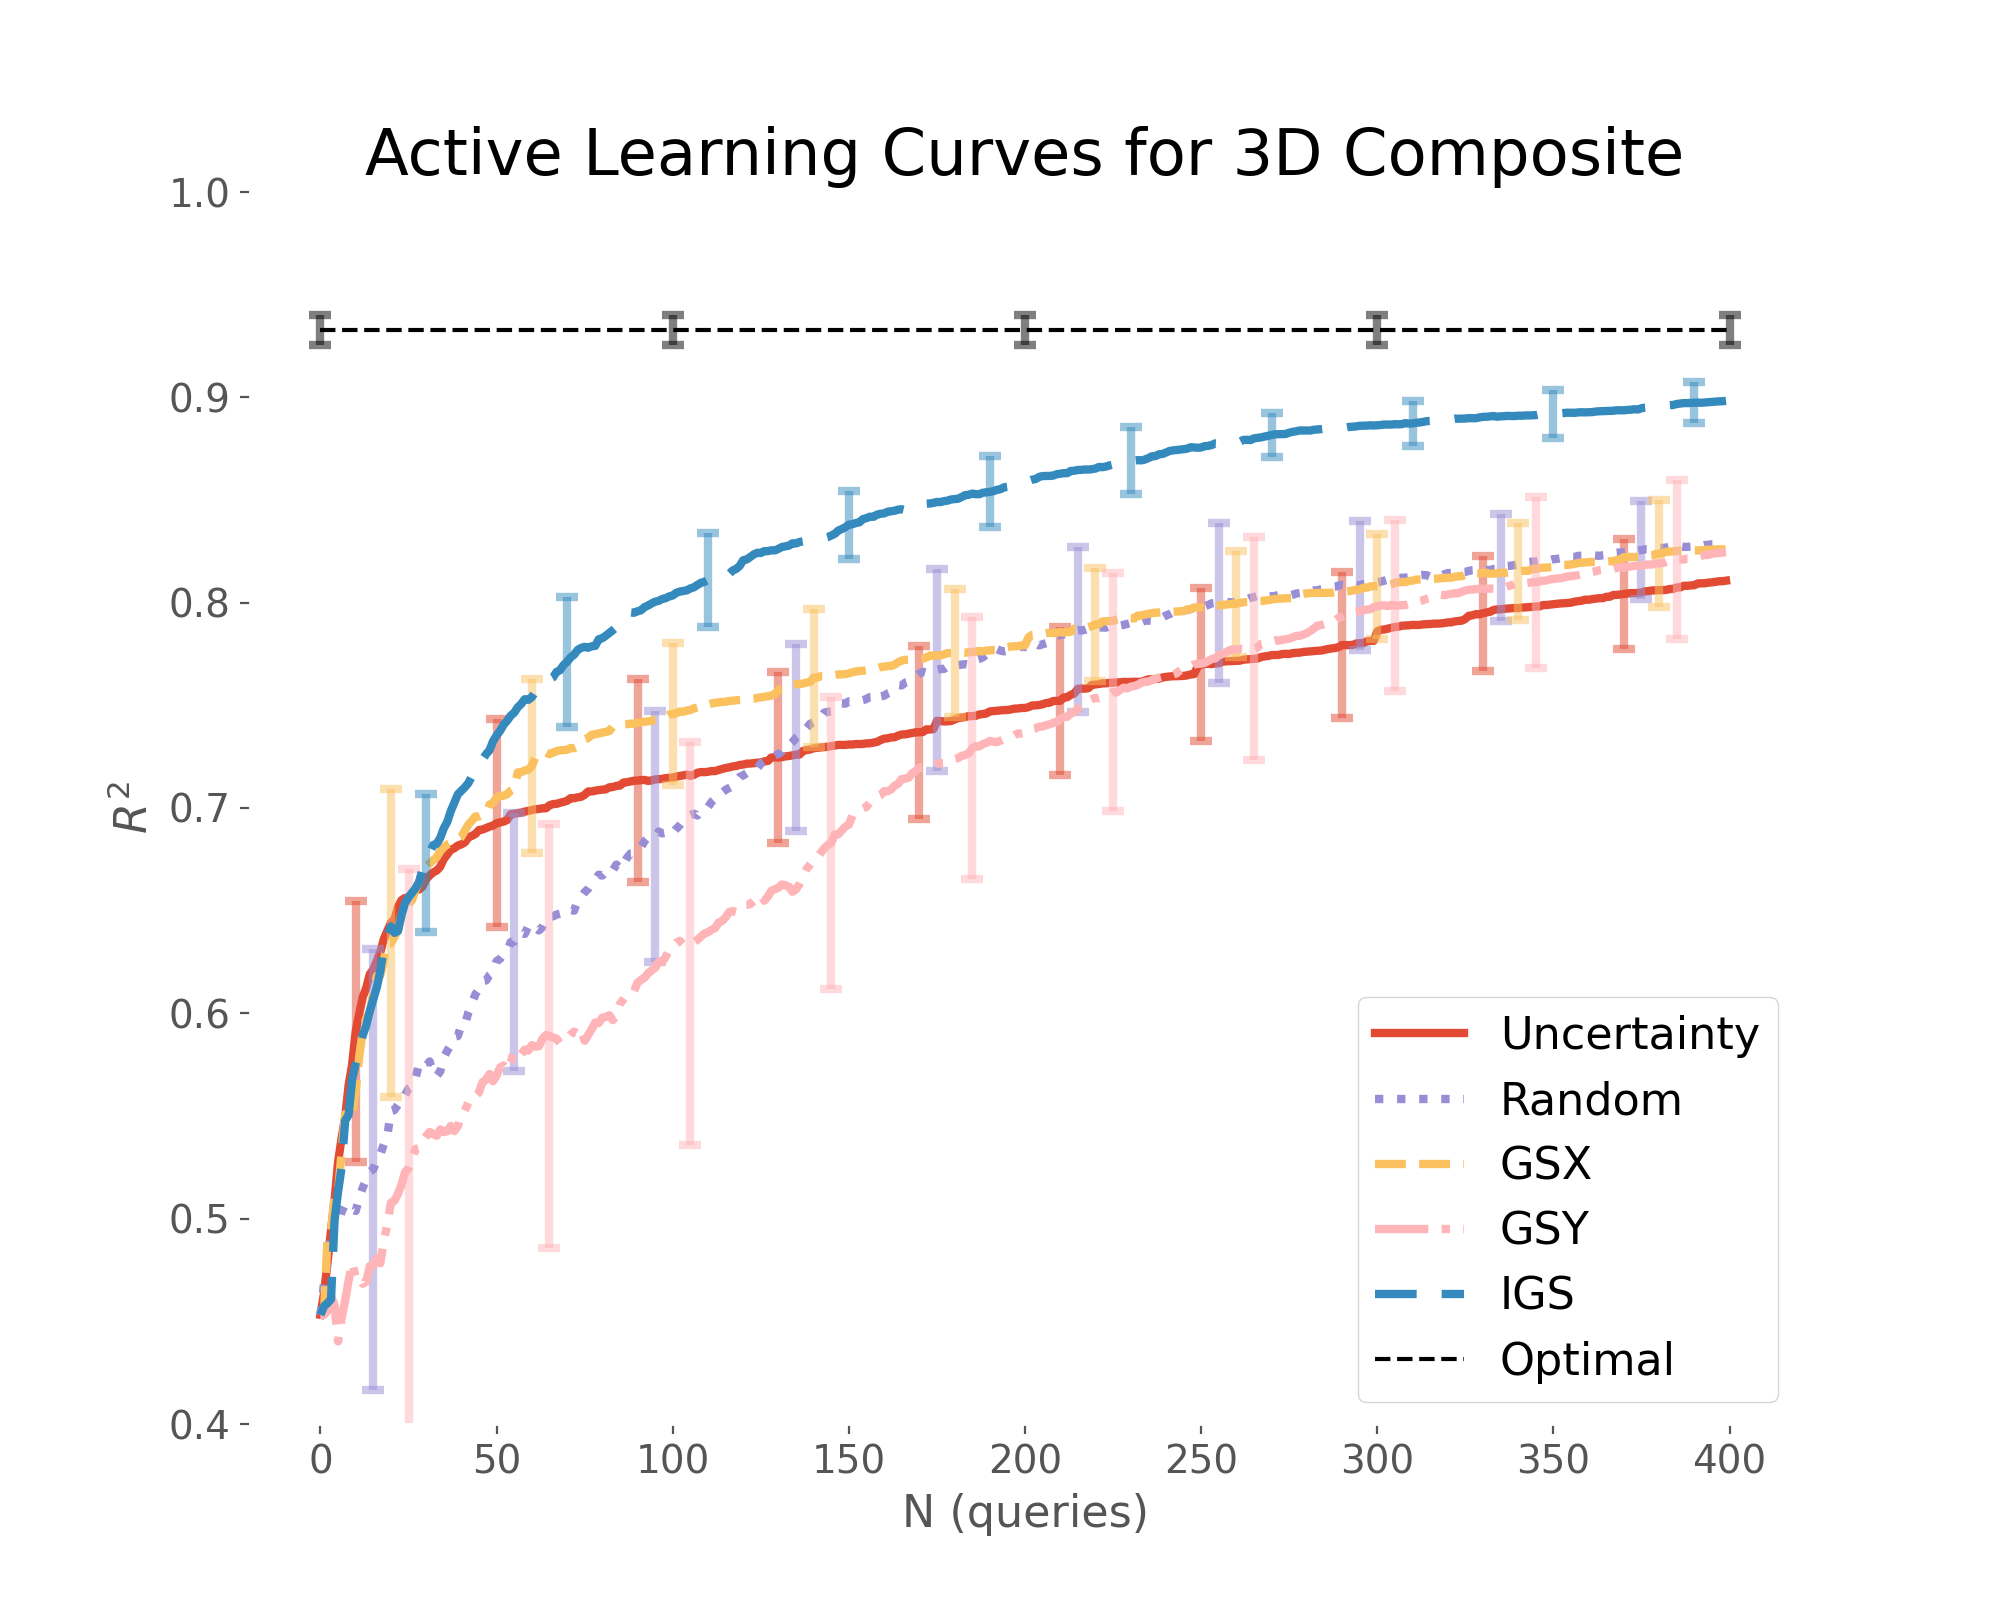 Active Learning Curves for 3D Composite
1.0
0.9
0.8
0.7
0.6
0.5
0.4
R²
0 50 100 150 200 250 300 350 400
N (queries)
Uncertainty
Random
GSX
GSY
IGS
Optimal